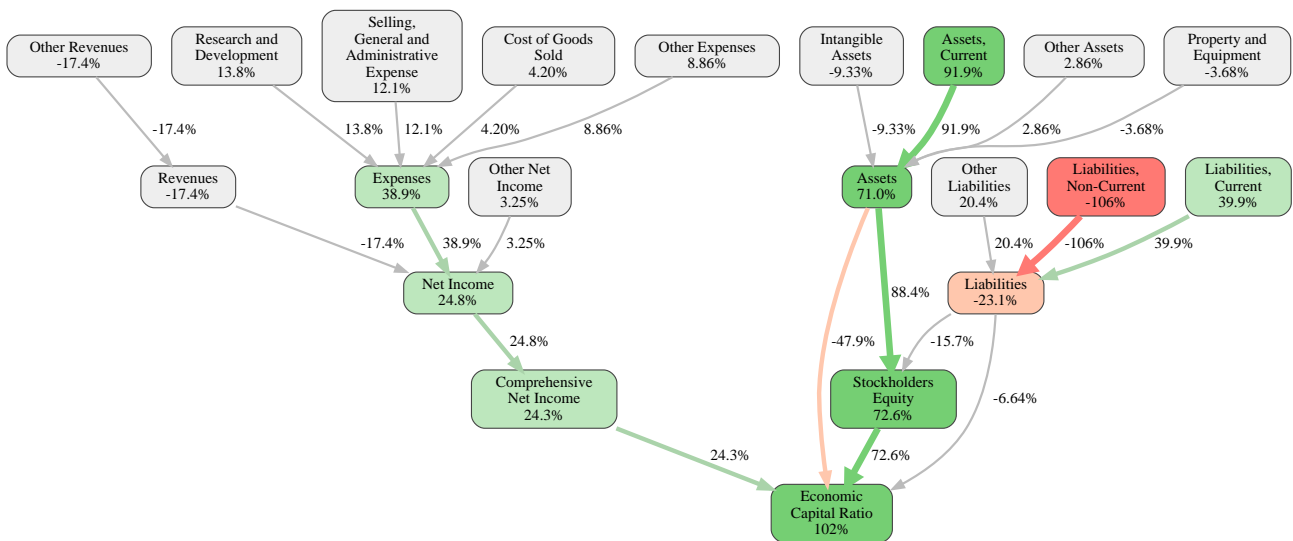 Other Revenues
-17.4%
Research and
Development
13.8%
Selling,
General and
Administrative
Expense
12.1%
Cost of Goods
Sold
4.20%
Other Expenses
8.86%
Intangible
Assets
-9.33%
Assets,
Current
91.9%
Other Assets
2.86%
Property and
Equipment
-3.68%
-17.4%
13.8%
12.1%
4.20%
8.86%
-9.33%
91.9%
2.86%
-3.68%
Revenues
-17.4%
Expenses
38.9%
Other Net
Income
3.25%
Assets
71.0%
Other
Liabilities
20.4%
Liabilities,
Non-Current
-106%
Liabilities,
Current
39.9%
-17.4%
38.9%
3.25%
20.4%
-106%
39.9%
Net Income
24.8%
88.4%
Liabilities
-23.1%
24.8%
-47.9%
-15.7%
Comprehensive
Net Income
24.3%
Stockholders
Equity
72.6%
-6.64%
24.3%
72.6%
Economic
Capital Ratio
102%